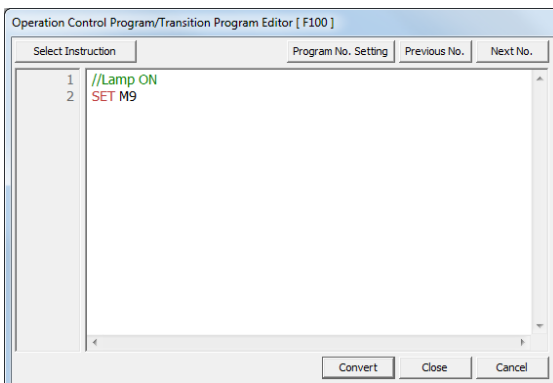 Operation Control Program/Transition Program Editor [ F100 ]
Select Instruction Program No. Setting Previous No. Next No.
1 //Lamp ON
2 SET M9
Convert Close Cancel